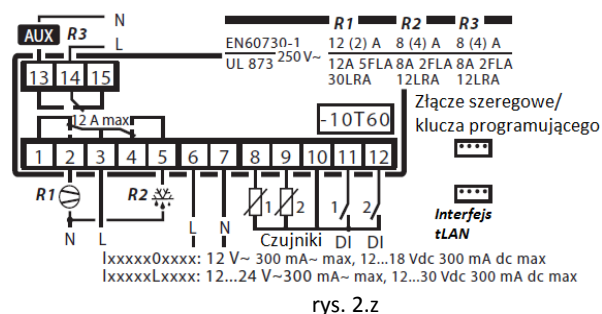 N
AUX R3
L
R1 R2 R3
EN60730-1 250 V~ 12 (2) A 8 (4) A 8 (4) A
UL 873 12A 5FLA 8A 2FLA 8A 2FLA
30LRA 12LRA 12LRA
13 14 15
12 A max
-10T60
Złącze szeregowe/
klucza programującego
1 2 3 4 5 6 7 8 9 10 11 12
R1 R2 1 2 1 2
N L L N Czujniki DI DI
Interfejs
tLAN
Ixxxxx0xxxx: 12 V~ 300 mA~ max, 12...18 Vdc 300 mA dc max
IxxxxxLxxxx: 12...24 V~300 mA~ max, 12...30 Vdc 300 mA dc max
rys. 2.z